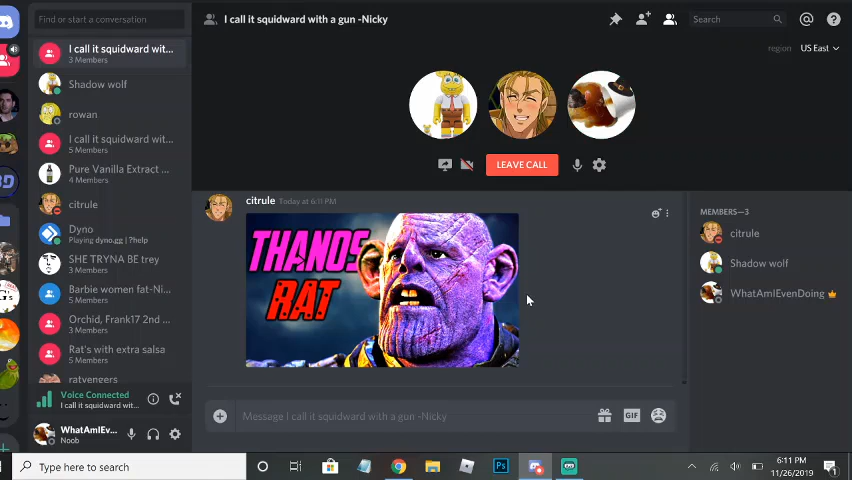 Find or start a conversation
I call it squidward with a gun -Nicky
Search
region
US East
I call it squidward wit...
3 Members
Shadow wolf
rowan
I call it squidward wit...
5 Members
Pure Vanilla Extract ...
4 Members
citrule
Dyno
Playing dyno.gg | ?help
SHE TRYNA BE trey
Barbie women fat-Ni...
5 Members
Orchid, Frank17 2nd ...
3 Members
Rat's with extra salsa
5 Members
ratvengers
Voice Connected
I call it squidward wit...
WhatAmIEv...
Noob
LEAVE CALL
citrule Today at 6:11 PM
THANOS
RAT
Message I call it squidward with a gun -Nicky
GIF
MEMBERS—3
citrule
Shadow wolf
WhatAmIEvenDoing
Type here to search
Ps
6:11 PM
11/26/2019
1